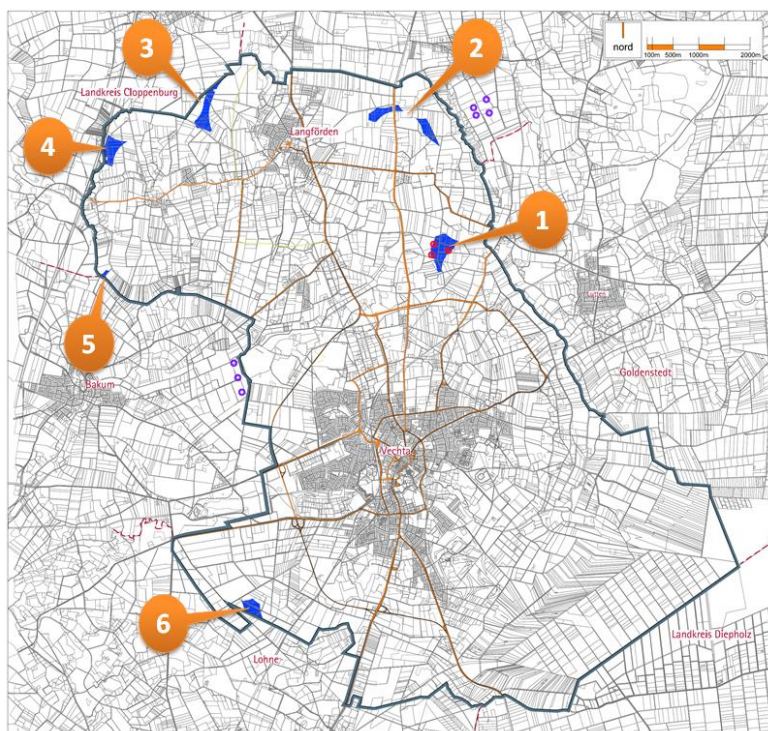 nord
100m 500m 1000m 2000m
3
2
Landkreis Cloppenburg
Langförden
4
1
5
Lutten
Goldenstedt
Bakum
Vechta
6
Lohne
Landkreis Diepholz